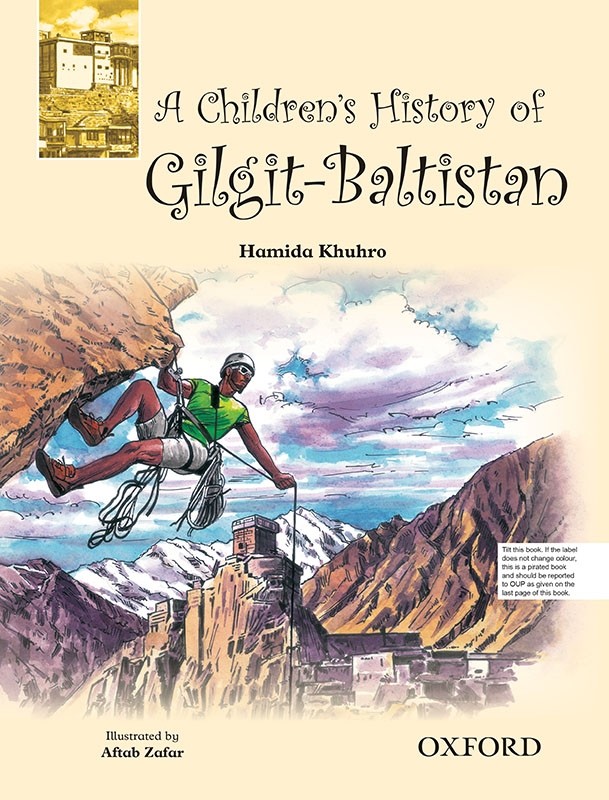 A Children's History of
Gilgit-Baltistan
Hamida Khuhro
Tilt this book. If the label
does not change colour,
this is a pirated book
and should be reported
to OUP as given on the
last page of this book.
Illustrated by
Aftab Zafar
OXFORD